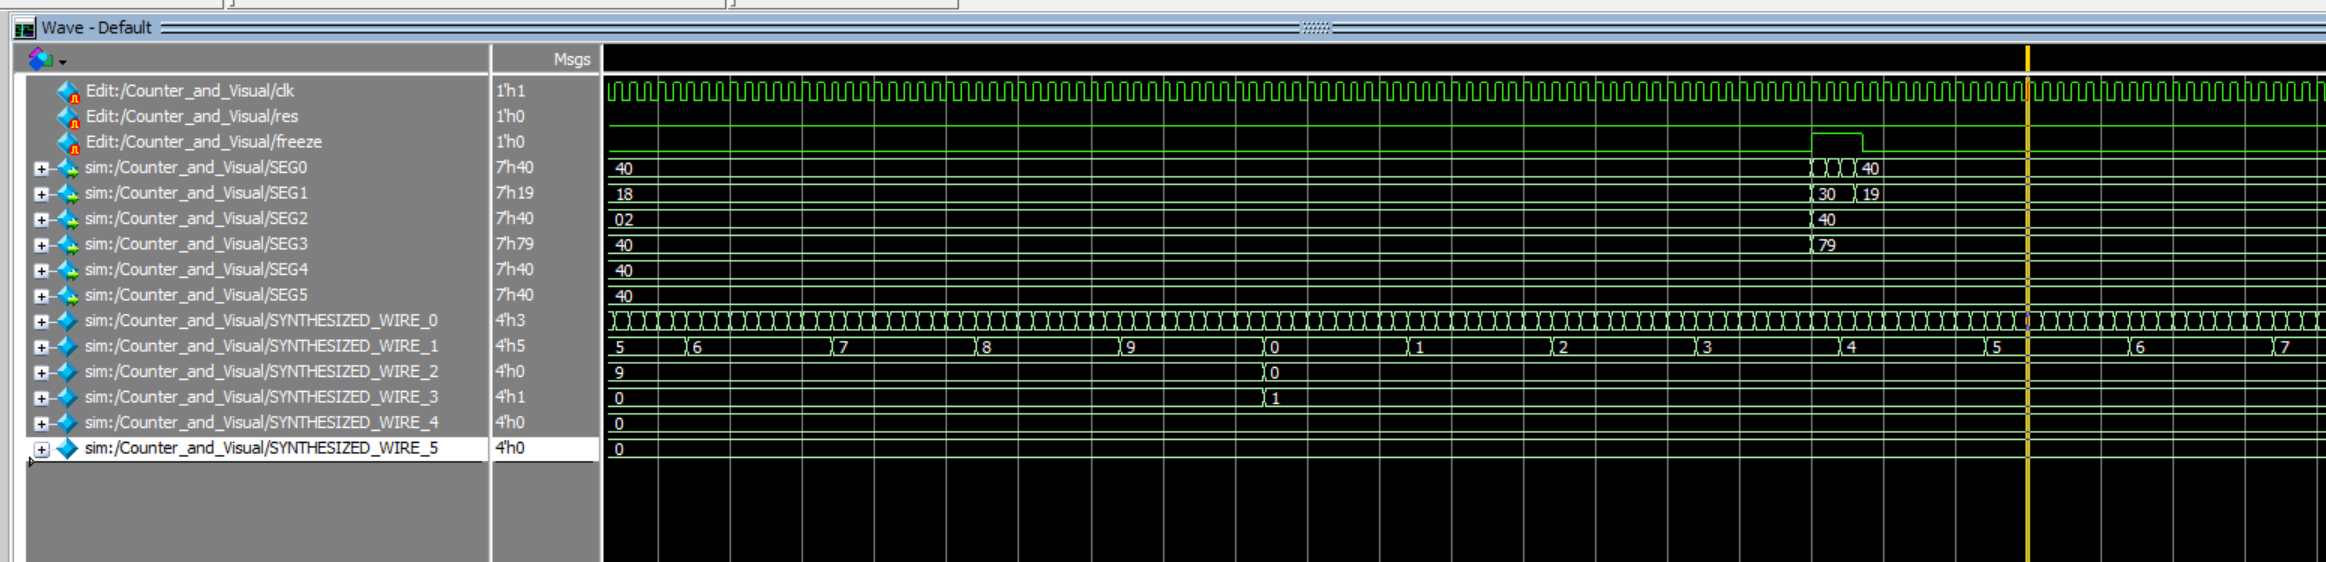 Wave - Default
Msgs
Edit:/Counter_and_Visual/clk 1'h1
Edit:/Counter_and_Visual/res 1'h0
Edit:/Counter_and_Visual/freeze 1'h0
sim:/Counter_and_Visual/SEG0 7'h40 40 40
sim:/Counter_and_Visual/SEG1 7'h19 18 30 19
sim:/Counter_and_Visual/SEG2 7'h40 02 40
sim:/Counter_and_Visual/SEG3 7'h79 40 79
sim:/Counter_and_Visual/SEG4 7'h40 40
sim:/Counter_and_Visual/SEG5 7'h40 40
sim:/Counter_and_Visual/SYNTHESIZED_WIRE_0 4'h3
sim:/Counter_and_Visual/SYNTHESIZED_WIRE_1 4'h5 5 6 7 8 9 0 1 2 3 4 5 6 7
sim:/Counter_and_Visual/SYNTHESIZED_WIRE_2 4'h0 9 0
sim:/Counter_and_Visual/SYNTHESIZED_WIRE_3 4'h1 0 1
sim:/Counter_and_Visual/SYNTHESIZED_WIRE_4 4'h0 0
sim:/Counter_and_Visual/SYNTHESIZED_WIRE_5 4'h0 0